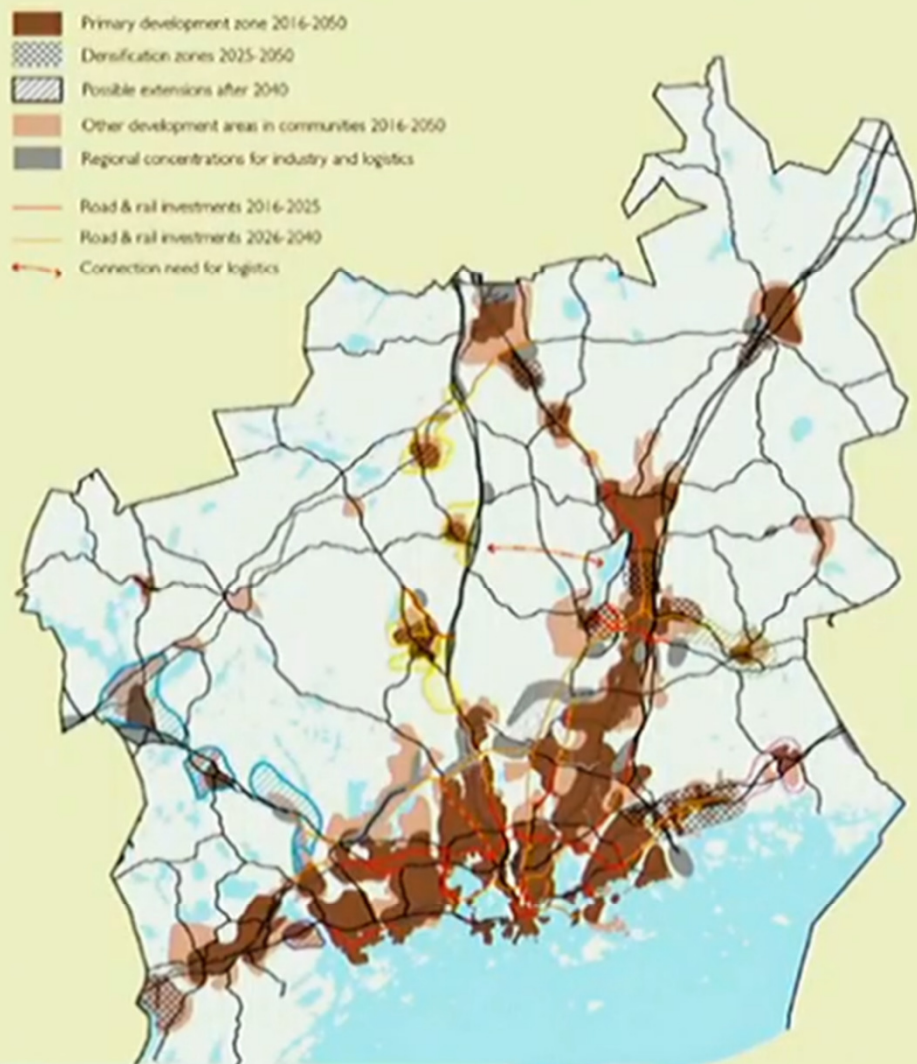 Primary development zone 2016-2050
Densification zones 2025-2050
Possible extensions after 2040
Other development areas in communities 2016-2050
Regional concentrations for industry and logistics
Road & rail investments 2016-2025
Road & rail investments 2026-2040
Connection need for logistics